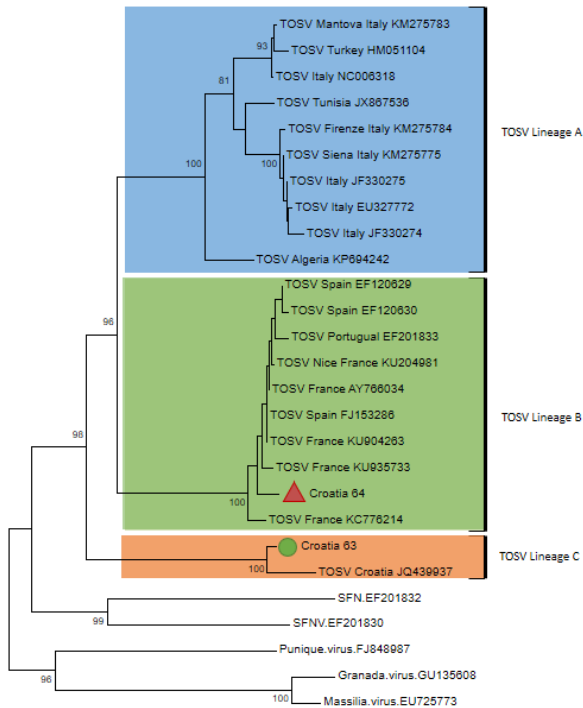 TOSV Mantova Italy KM275783
93
TOSV Turkey HM051104
81
TOSV Italy NC006318
TOSV Tunisia JX867536
TOSV Firenze Italy KM275784
TOSV Lineage A
100
100
TOSV Siena Italy KM275775
TOSV Italy JF330275
TOSV Italy EU327772
TOSV Italy JF330274
TOSV Algeria KP694242
TOSV Spain EF120629
TOSV Spain EF120630
96
TOSV Portugual EF201833
TOSV Nice France KU204981
TOSV France AY766034
TOSV Spain FJ153286
TOSV Lineage B
96
TOSV France KU904263
TOSV France KU935733
Croatia 64
100
TOSV France KC776214
Croatia 63
TOSV Lineage C
100
TOSV Croatia JQ439937
SFN.EF201832
99
SFNV.EF201830
Punique.virus.FJ848987
96
Granada.virus.GU135608
100
Massilia.virus.EU725773